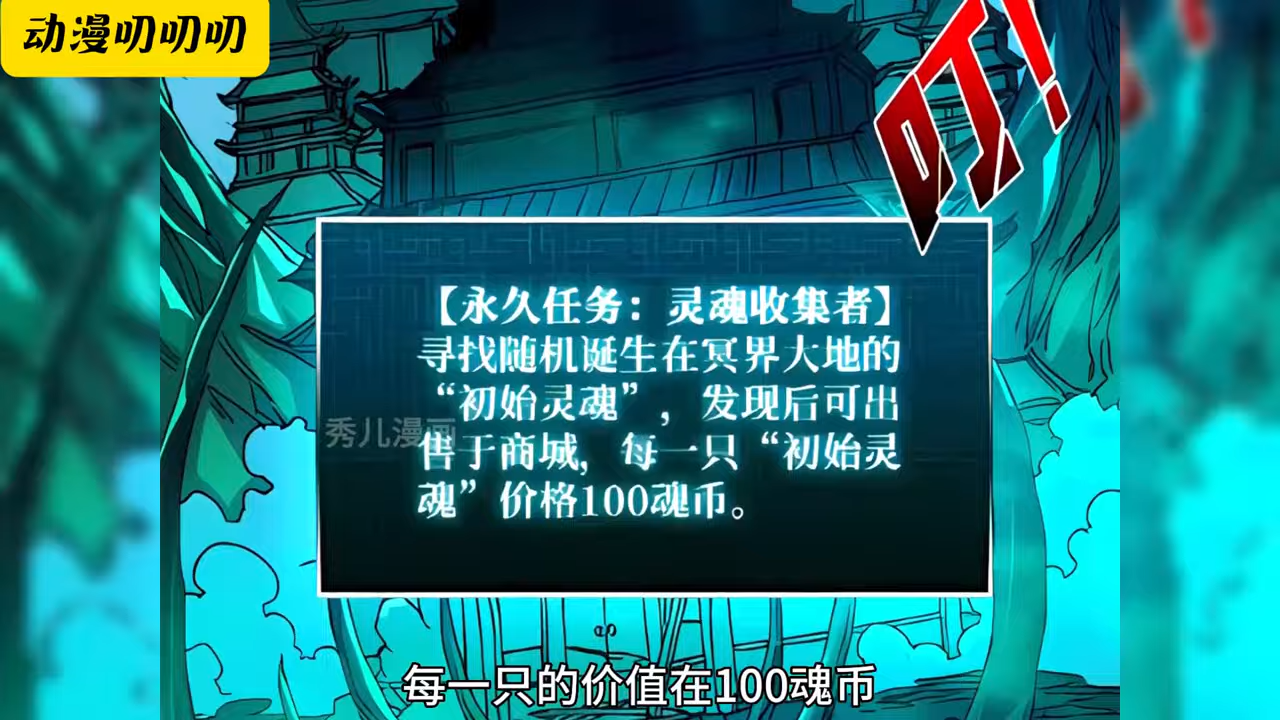 动漫叨叨叨
叮!
【永久任务：灵魂收集者】
寻找随机诞生在冥界大地的
“初始灵魂”，发现后可出
秀儿漫画
售于商城，每一只“初始灵
魂”价格100魂币。
每一只的价值在100魂币